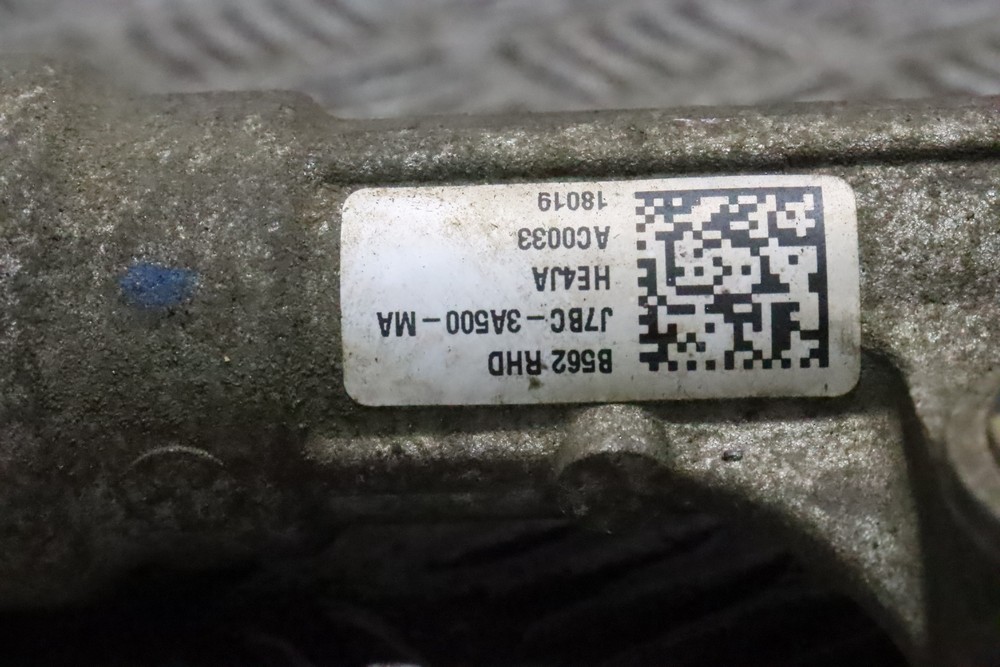 B562 RHD
J7BC-3A500-MA
HE4JA
AC0033
18019